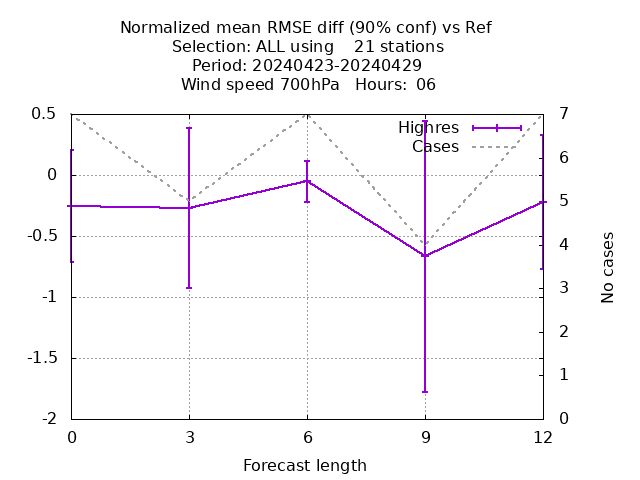 Normalized mean RMSE diff (90% conf) vs Ref
Selection: ALL using    21 stations
Period: 20240423-20240429
Wind speed 700hPa   Hours:  06
Highres
Cases
0.5
0
-0.5
-1
-1.5
-2
7
6
5
4
3
2
1
0
No cases
0 3 6 9 12
Forecast length